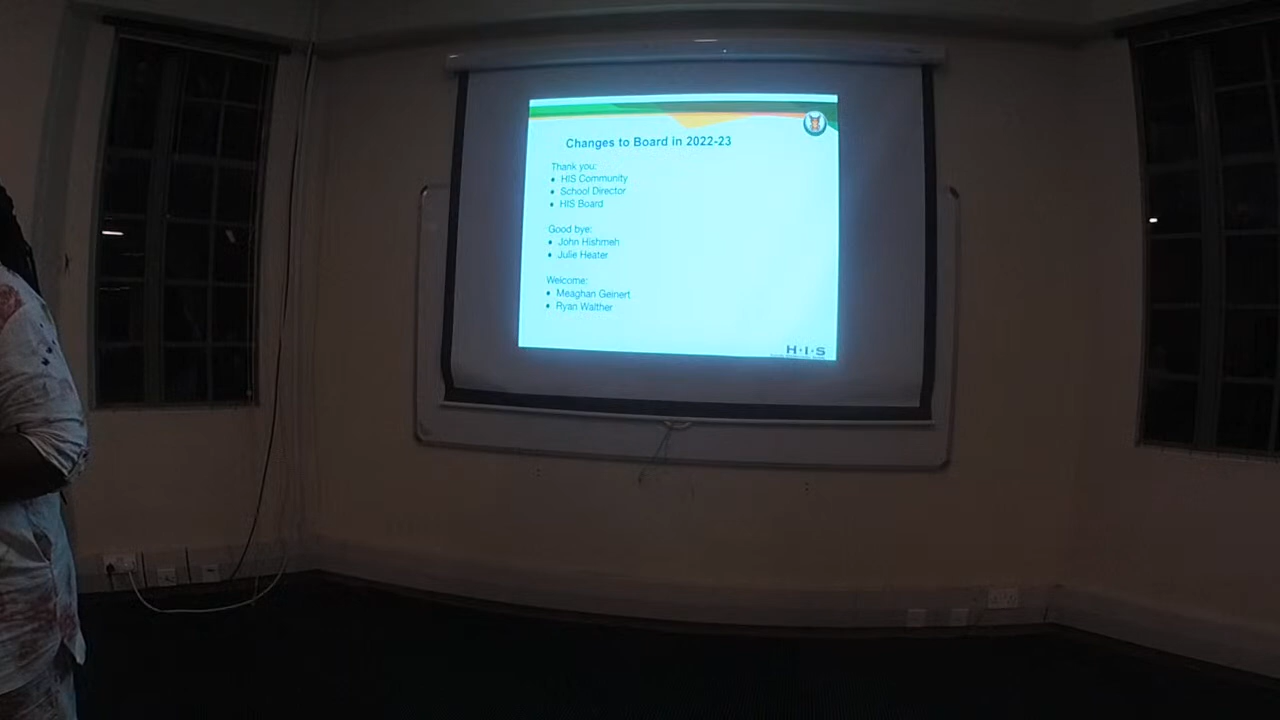 Changes to Board in 2022-23
Thank you:
• HIS Community
• School Director
• HIS Board
Good bye:
• John Hishmeh
• Julie Heater
Welcome:
• Meaghan Geinert
• Ryan Walther
H·I·S